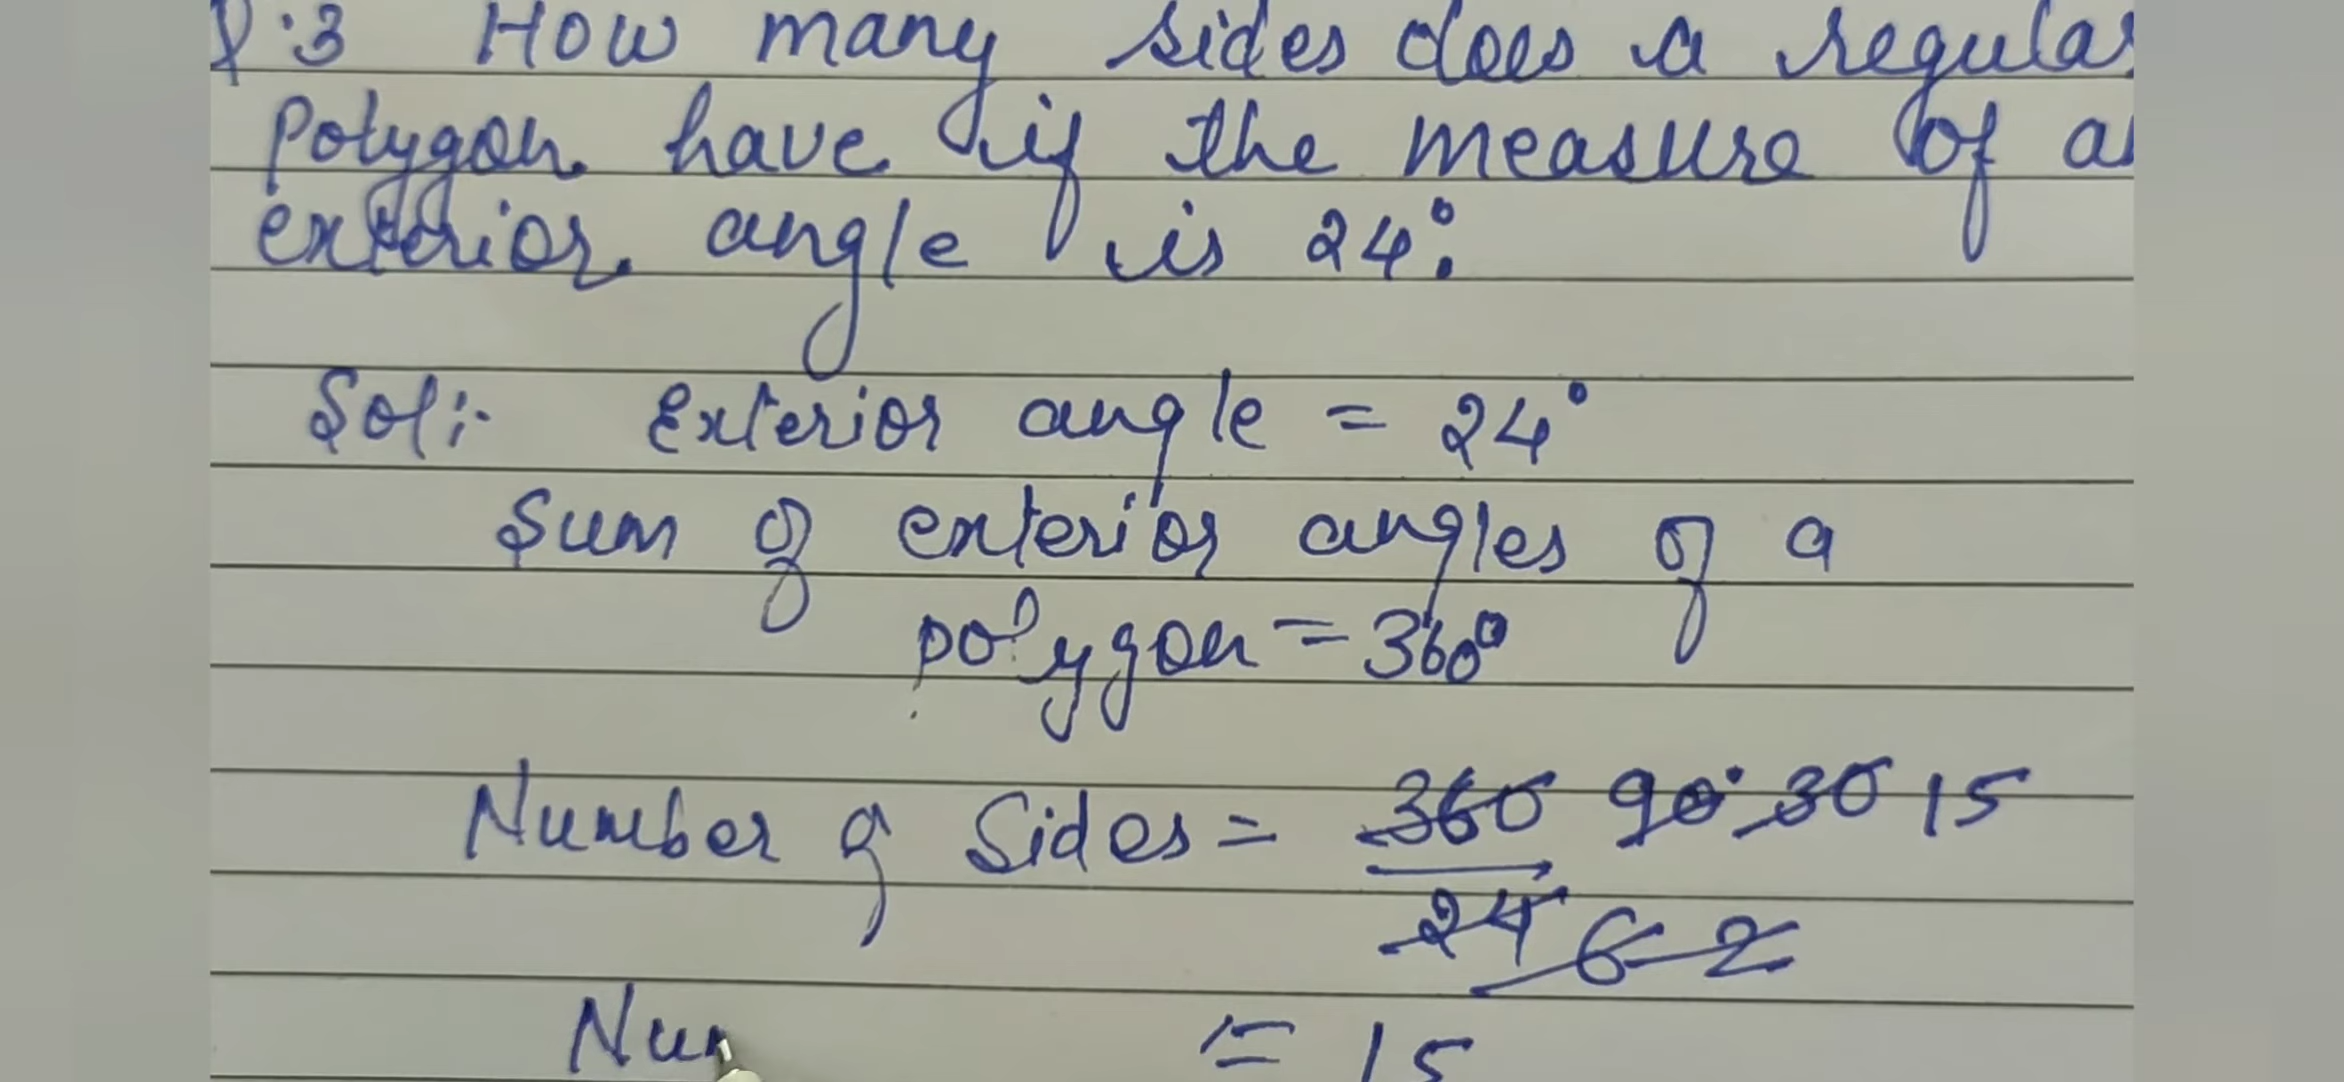 Q.3 How many sides does a regular
polygon have if the measure of an
exterior angle is 24°.
Sol:- Exterior angle = 24°
Sum of exterior angles of a
polygon = 360°
Number of Sides = 360 90 30 15
24 6 2
= 15